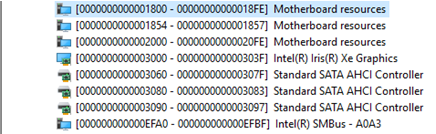 [0000000000001800 - 00000000000018FE] Motherboard resources
[0000000000001854 - 0000000000001857] Motherboard resources
[0000000000002000 - 00000000000020FE] Motherboard resources
[0000000000003000 - 000000000000303F] Intel(R) Iris(R) Xe Graphics
[0000000000003060 - 000000000000307F] Standard SATA AHCI Controller
[0000000000003080 - 0000000000003083] Standard SATA AHCI Controller
[0000000000003090 - 0000000000003097] Standard SATA AHCI Controller
[000000000000EFA0 - 000000000000EFBF] Intel(R) SMBus - A0A3